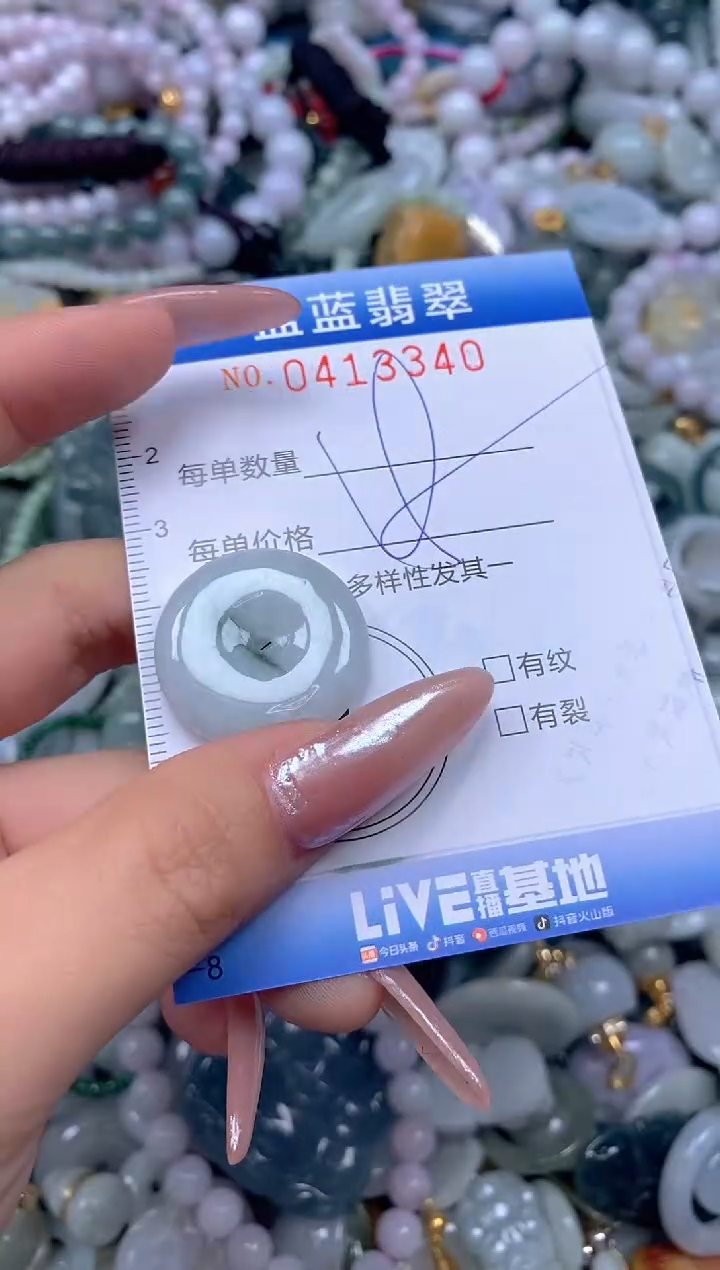 蓝蓝翡翠
NO.0413340
2
每单数量
3
每单价格
多样性发其一
□有纹
□有裂
LiVE直播基地
头条 今日头条 抖音 西瓜视频 抖音火山版
8